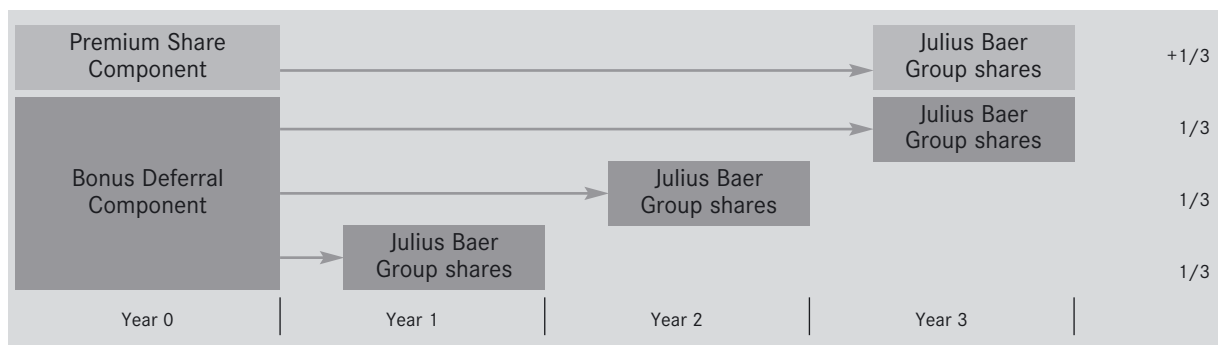 Premium Share
Component
Julius Baer
Group shares
+1/3
Julius Baer
Group shares
1/3
Bonus Deferral
Component
Julius Baer
Group shares
1/3
Julius Baer
Group shares
1/3
Year 0
Year 1
Year 2
Year 3